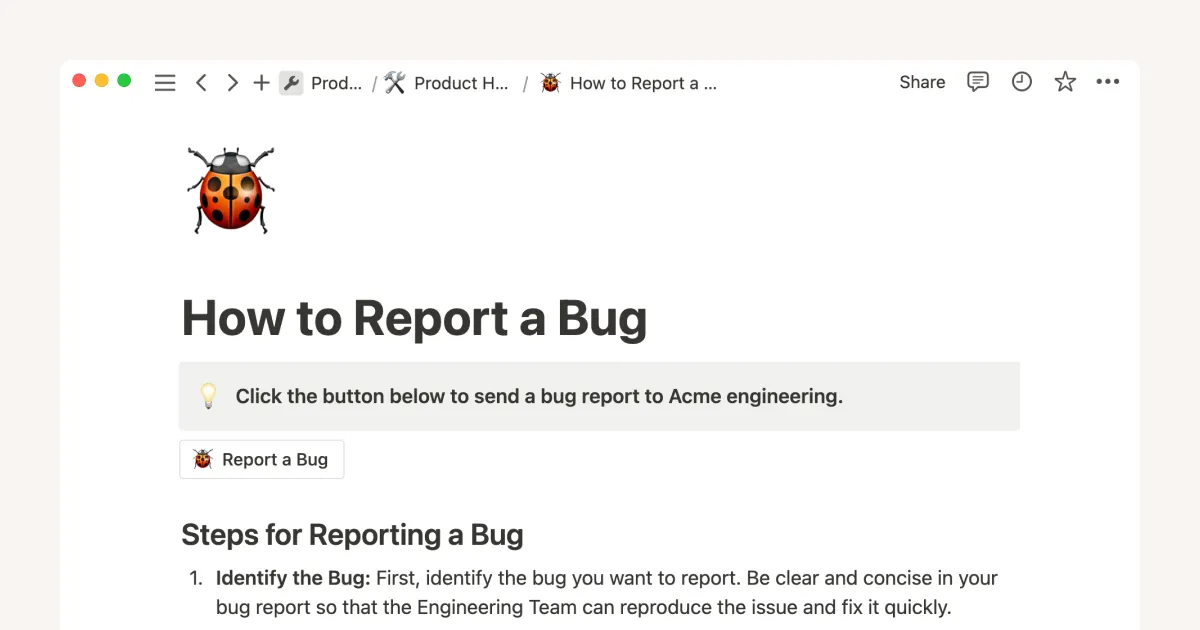 Prod... / Product H... / How to Report a ... Share
How to Report a Bug
Click the button below to send a bug report to Acme engineering.
Report a Bug
Steps for Reporting a Bug
1. Identify the Bug: First, identify the bug you want to report. Be clear and concise in your
bug report so that the Engineering Team can reproduce the issue and fix it quickly.